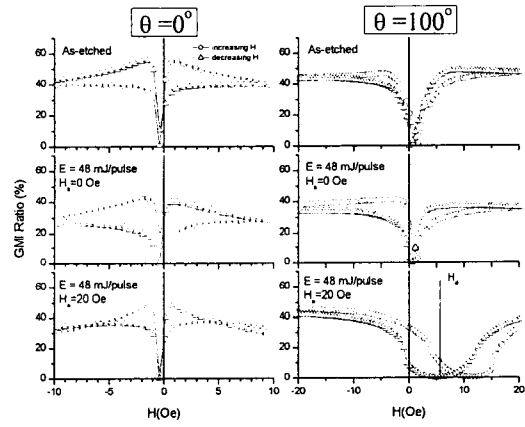 θ = 0°
θ = 100°
As-etched
increasing H
decreasing H
As-etched
60
40
20
0
60
40
20
0
E = 48 mJ/pulse
Hₐ=0 Oe
E = 48 mJ/pulse
Hₐ=0 Oe
GMI Ratio (%)
60
40
20
0
60
40
20
0
E = 48 mJ/pulse
Hₐ=20 Oe
E = 48 mJ/pulse
Hₐ=20 Oe
60
40
20
0
60
40
20
0
-10 -5 0 5 10
-20 -10 0 10 20
H(Oe)
H(Oe)